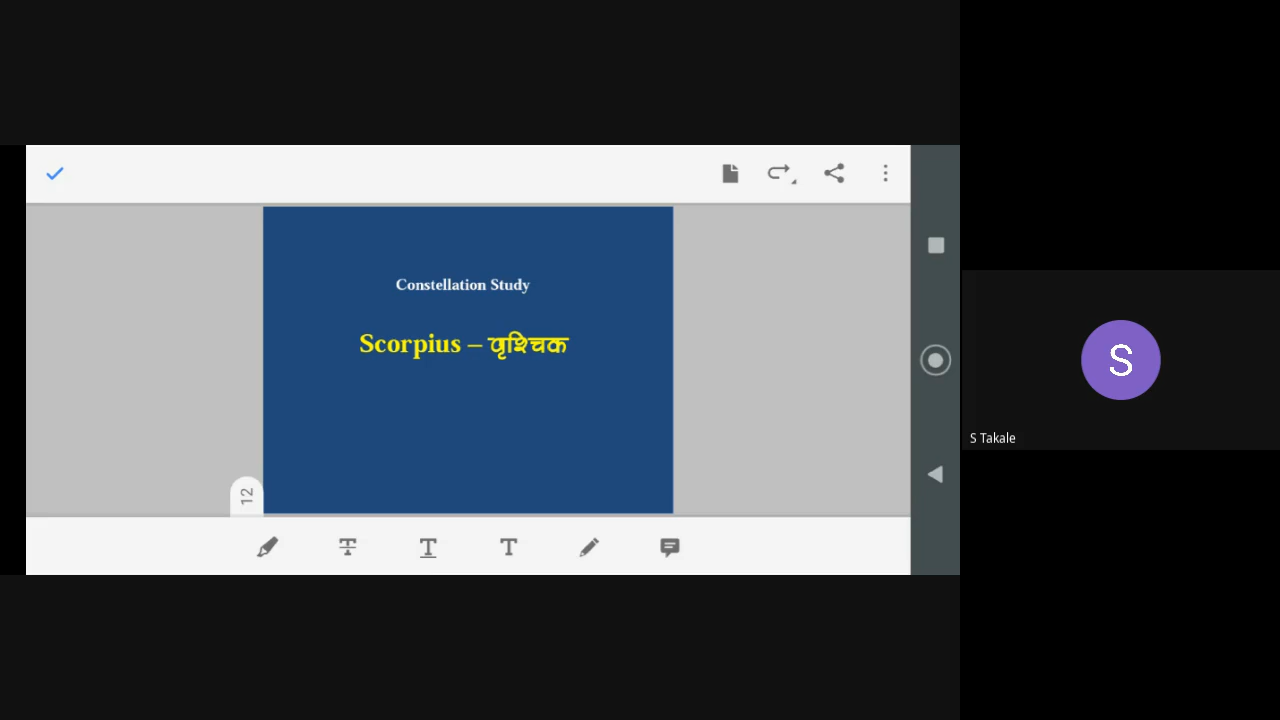 Constellation Study
Scorpius – वृश्चिक
12
S
S Takale